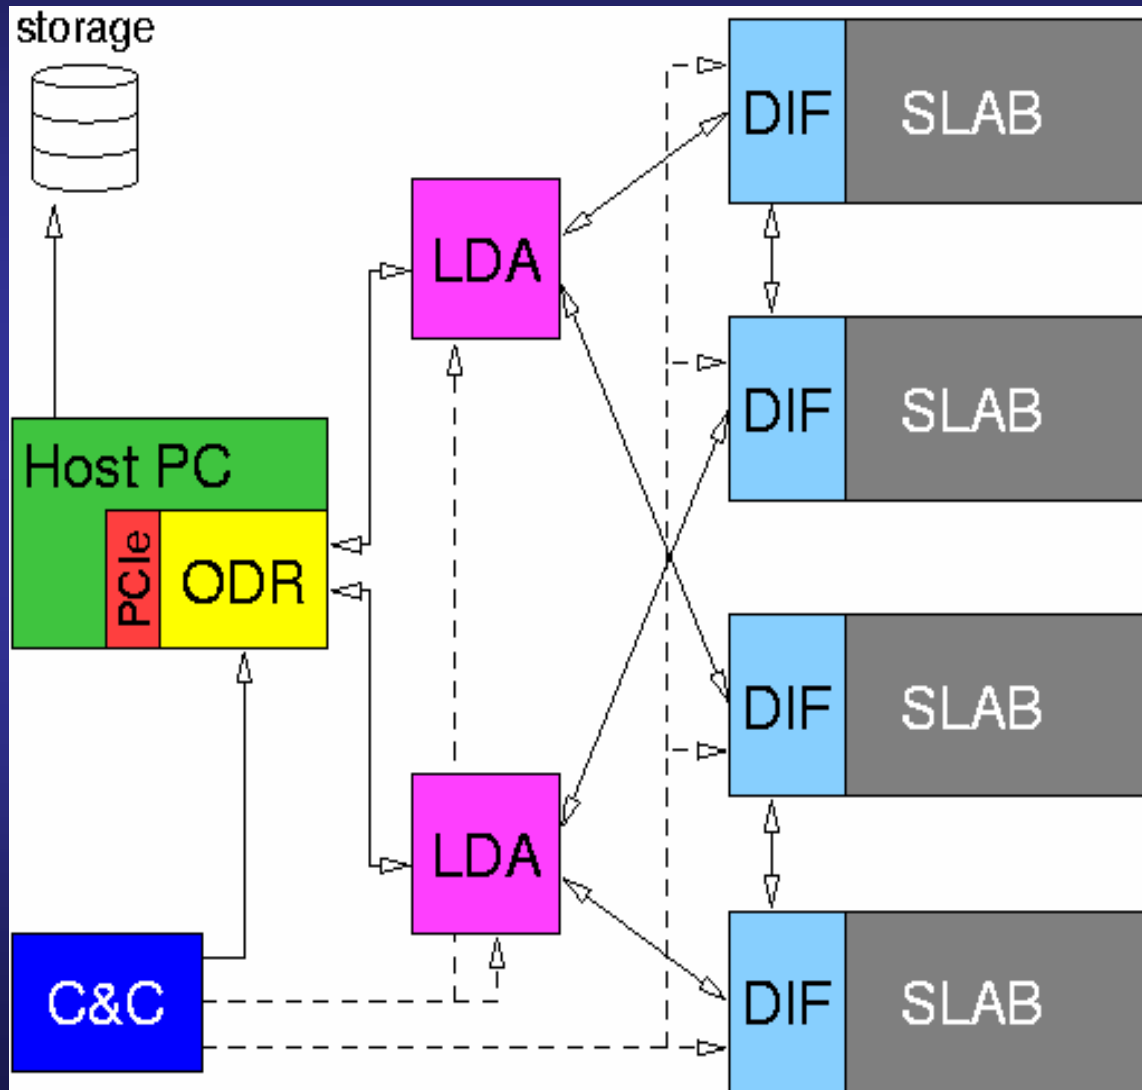 storage
DIF
SLAB
LDA
DIF
SLAB
Host PC
PCIe
ODR
DIF
SLAB
LDA
C&C
DIF
SLAB